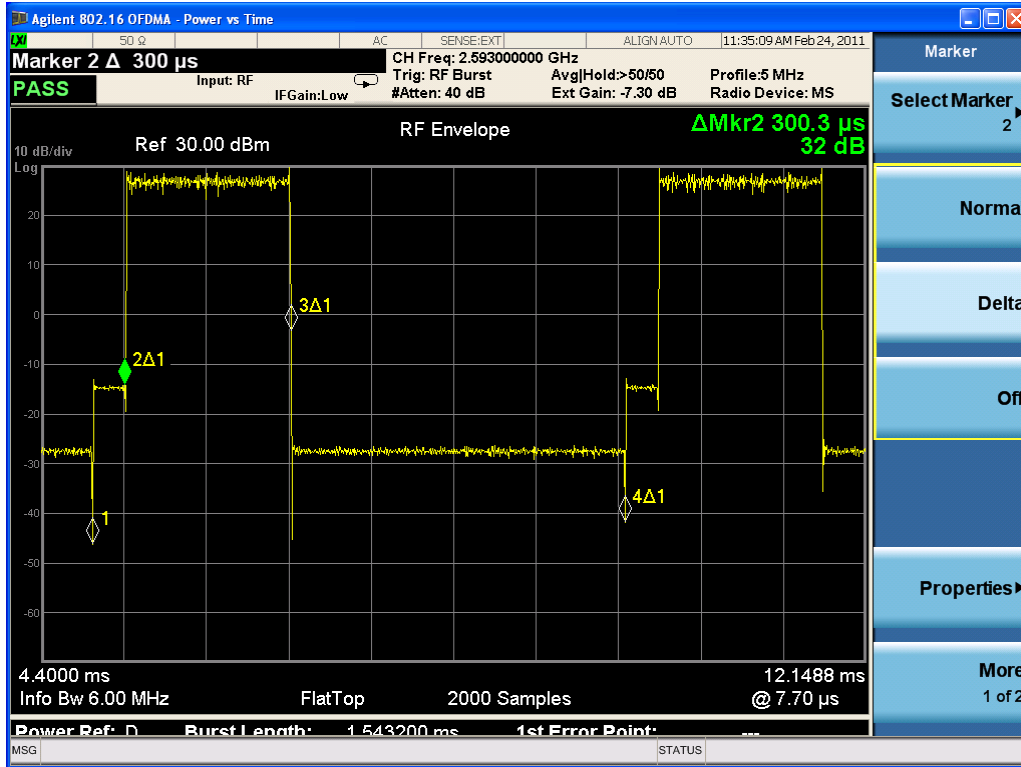 Agilent 802.16 OFDMA - Power vs Time
LXI 50 Ω AC SENSE:EXT ALIGN AUTO 11:35:09 AM Feb 24, 2011
Marker 2 Δ 300 µs
PASS
Input: RF
IFGain:Low
CH Freq: 2.593000000 GHz
Trig: RF Burst Avg|Hold:>50/50 Profile:5 MHz
#Atten: 40 dB Ext Gain: -7.30 dB Radio Device: MS
ΔMkr2 300.3 µs
32 dB
RF Envelope
Ref 30.00 dBm
10 dB/div
Log
20
10
0
-10
-20
-30
-40
-50
-60
1
2Δ1
3Δ1
4Δ1
4.4000 ms 12.1488 ms
Info Bw 6.00 MHz FlatTop 2000 Samples @ 7.70 µs
Power Ref: D Burst Length: 1.543200 ms 1st Error Point: ---
MSG STATUS
Marker
Select Marker
2
Norma
Delta
Off
Properties
More
1 of 2